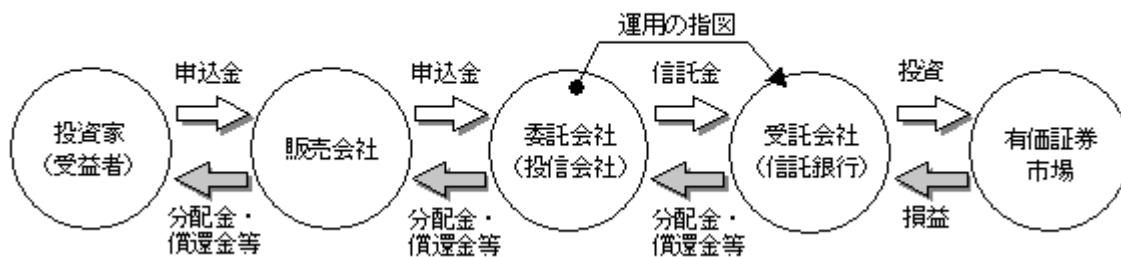 運用の指図
申込金
申込金
信託金
投資
投資家
(受益者)
販売会社
委託会社
(投信会社)
受託会社
(信託銀行)
有価証券
市場
分配金・
償還金等
分配金・
償還金等
分配金・
償還金等
損益